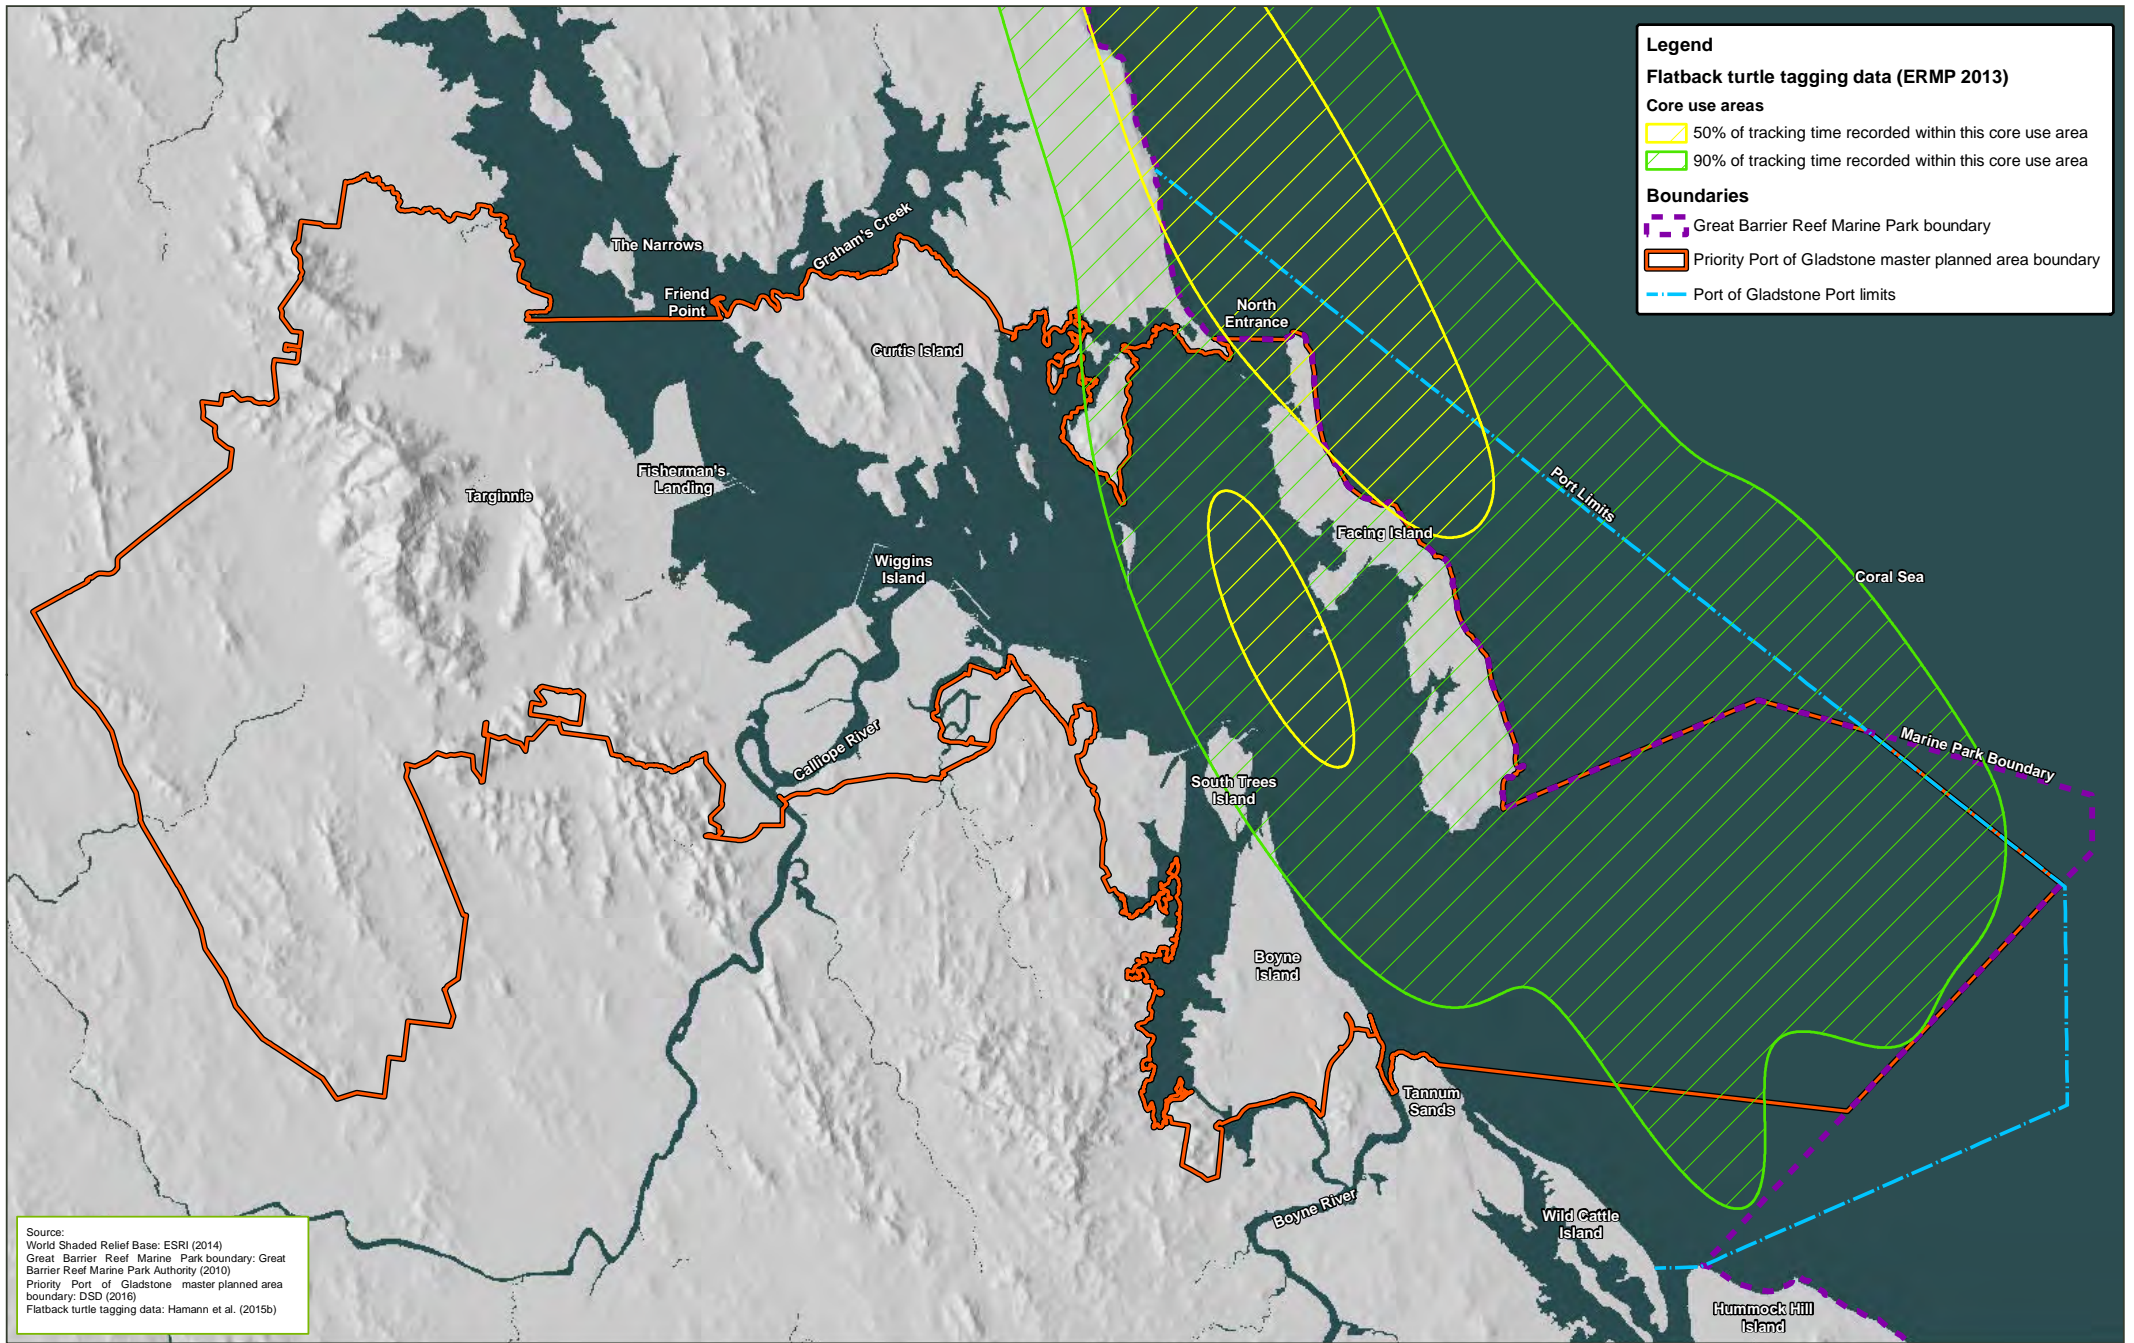 Legend
Flatback turtle tagging data (ERMP 2013)
Core use areas
50% of tracking time recorded within this core use area
90% of tracking time recorded within this core use area
Boundaries
Great Barrier Reef Marine Park boundary
Priority Port of Gladstone master planned area boundary
Port of Gladstone Port limits
The Narrows
Graham's Creek
Friend
Point
North
Entrance
Curtis Island
Fisherman's
Landing
Targinnie
Port Limits
Facing Island
Wiggins
Island
Coral Sea
Calliope River
Marine Park Boundary
South Trees
Island
Boyne
Island
Tannum
Sands
Boyne River
Wild Cattle
Island
Hummock Hill
Island
Source:
World Shaded Relief Base: ESRI (2014)
Great Barrier Reef Marine Park boundary: Great
Barrier Reef Marine Park Authority (2010)
Priority Port of Gladstone master planned area
boundary: DSD (2016)
Flatback turtle tagging data: Hamann et al. (2015b)